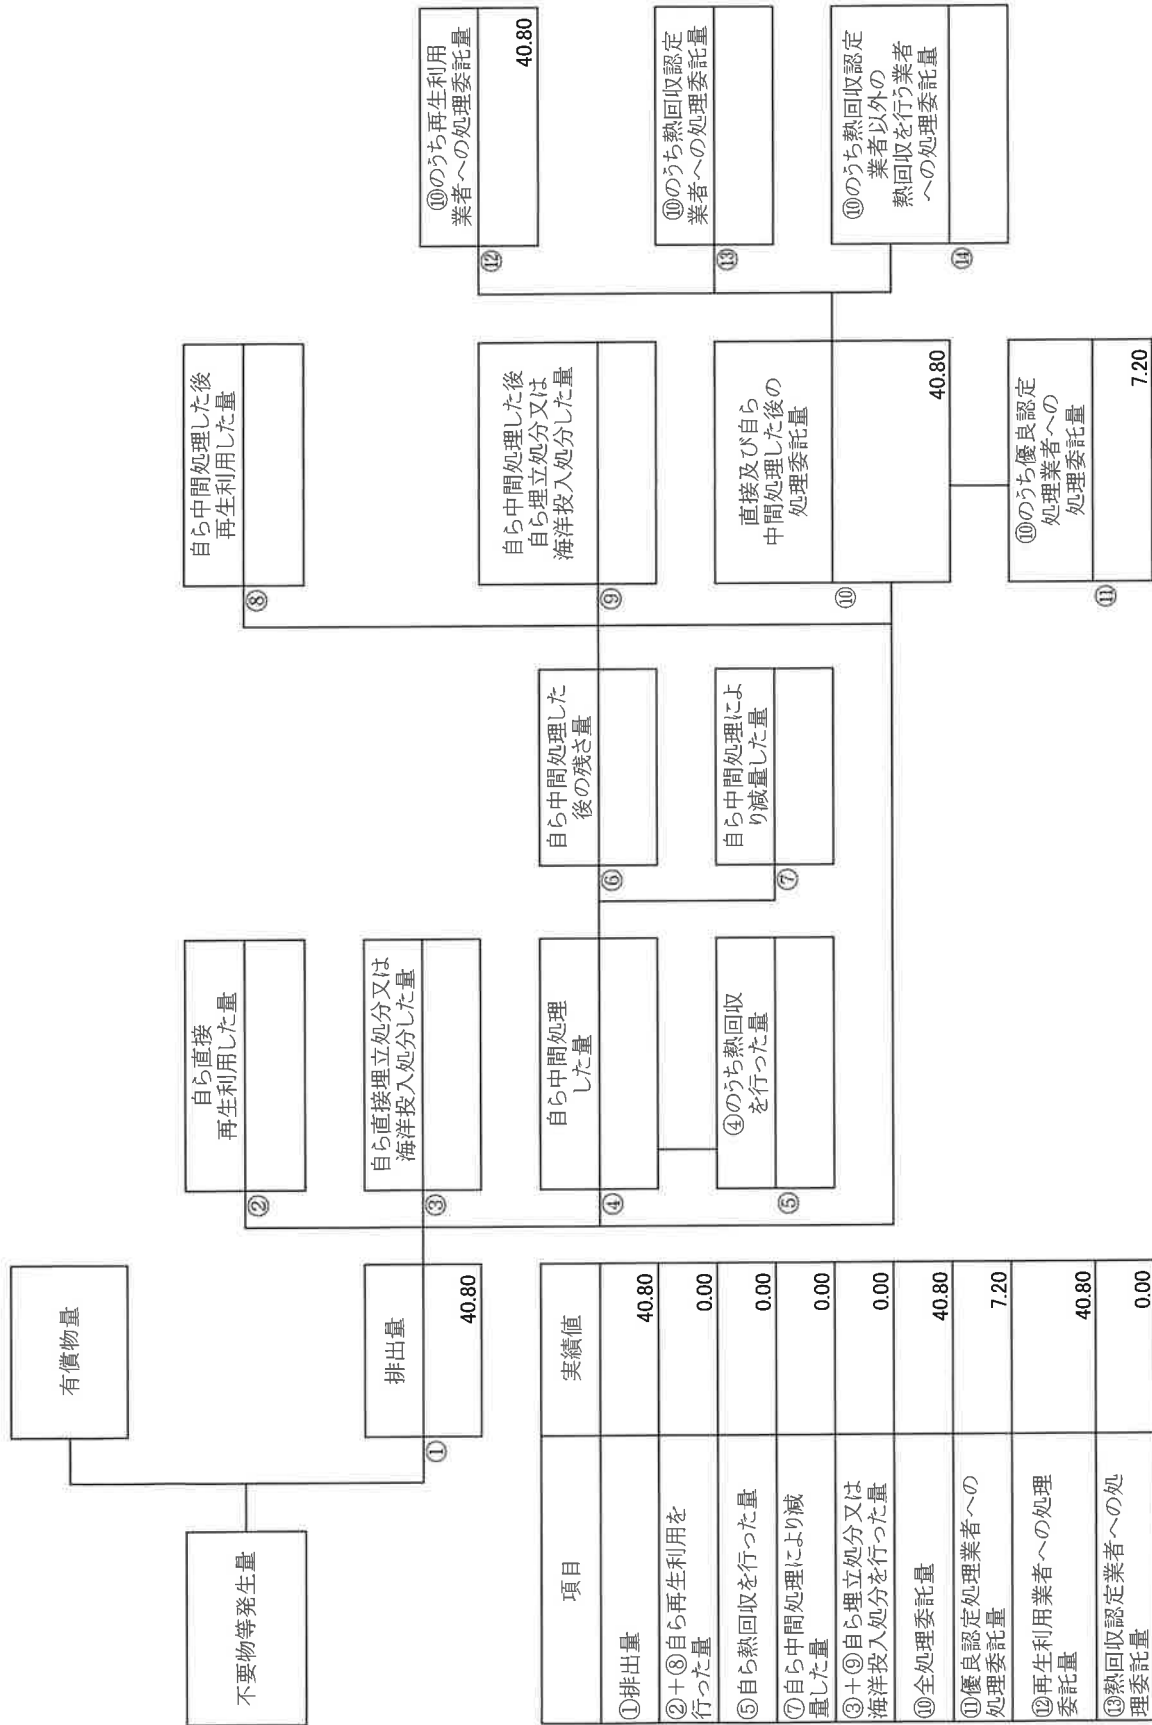 有償物量
不要物等発生量
排出量
①
40.80
自ら直接
再生利用した量
②
自ら直接埋立処分又は
海洋投入処分した量
③
自ら中間処理
した量
④
④のうち熱回収
を行った量
⑤
自ら中間処理した
後の残さ量
⑥
自ら中間処理によ
り減量した量
⑦
自ら中間処理した後
再生利用した量
⑧
自ら中間処理した後
自ら埋立処分又は
海洋投入処分した量
⑨
直接及び自ら
中間処理した後の
処理委託量
⑩
40.80
⑩のうち優良認定
処理業者への
処理委託量
⑪
7.20
⑩のうち再生利用
業者への処理委託量
⑫
40.80
⑩のうち熱回収認定
業者への処理委託量
⑬
⑩のうち熱回収認定
業者以外の
熱回収を行う業者
への処理委託量
⑭
項目 実績値
①排出量 40.80
②+⑧自ら再生利用を
行った量 0.00
⑤自ら熱回収を行った量 0.00
⑦自ら中間処理により減
量した量 0.00
③+⑨自ら埋立処分又は
海洋投入処分を行った量 0.00
⑩全処理委託量 40.80
⑪優良認定処理業者への
処理委託量 7.20
⑫再生利用業者への処理
委託量 40.80
⑬熱回収認定業者への処
理委託量 0.00